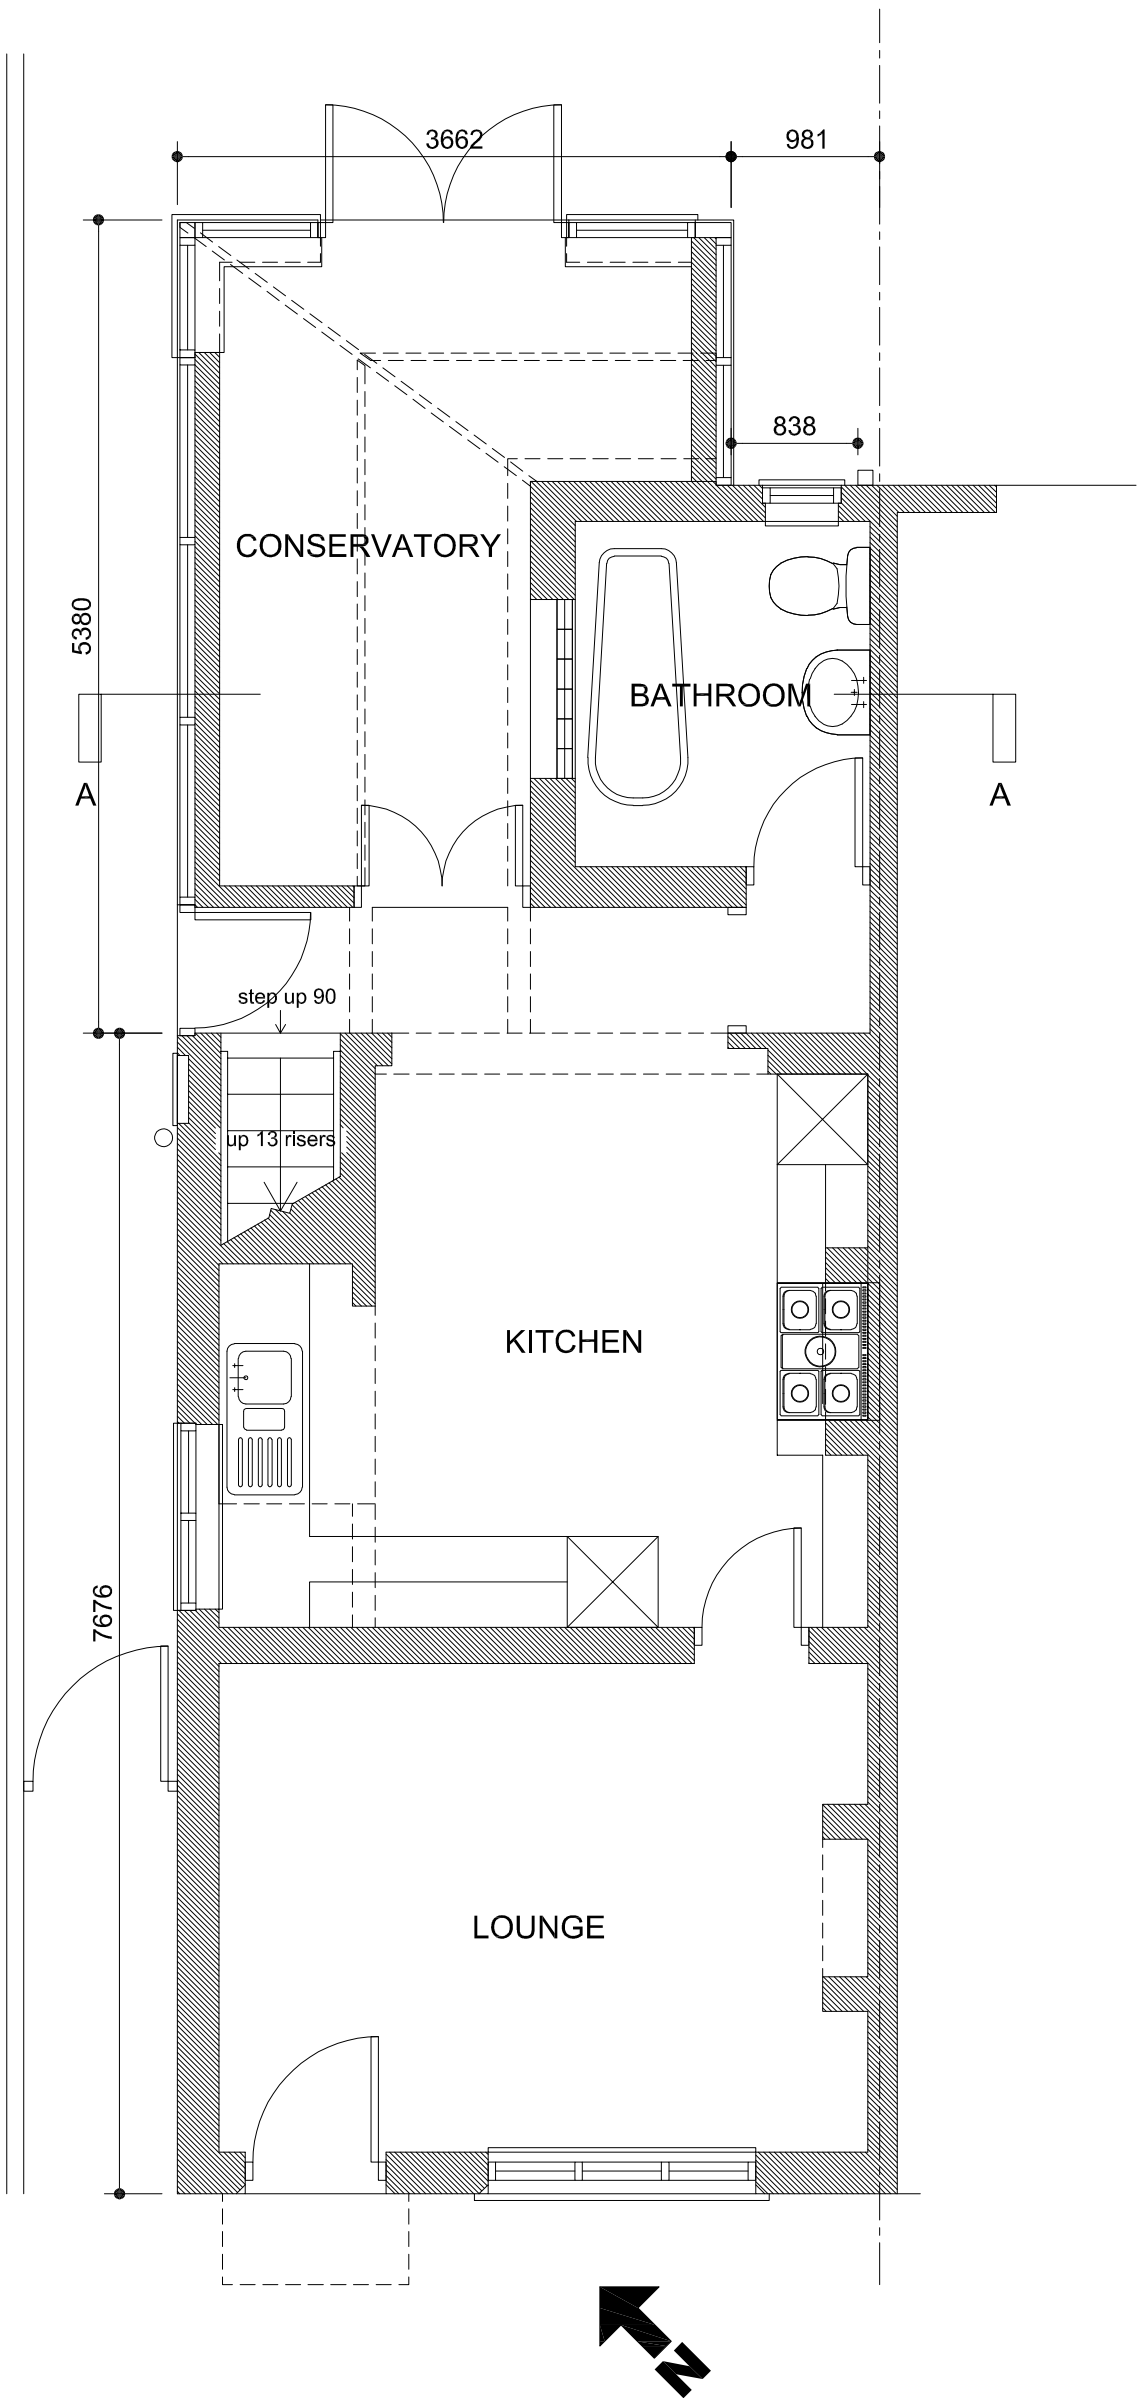 3662
981
838
CONSERVATORY
5380
BATHROOM
A
A
step up 90
up 13 risers
KITCHEN
7676
LOUNGE
N